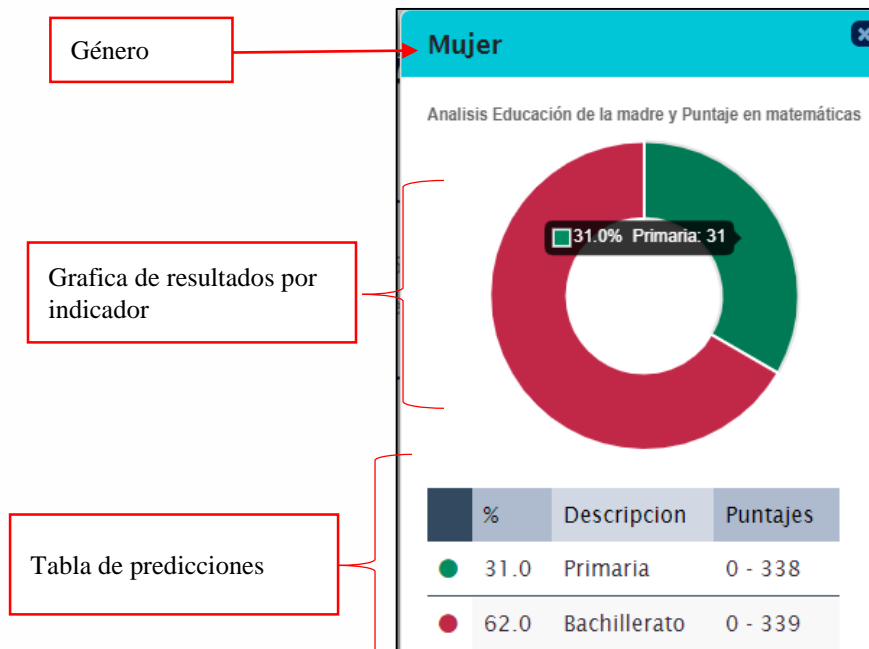 Género
Mujer
Analisis Educación de la madre y Puntaje en matemáticas
31.0% Primaria: 31
Grafica de resultados por
indicador
% Descripcion Puntajes
31.0 Primaria 0 - 338
Tabla de predicciones
62.0 Bachillerato 0 - 339